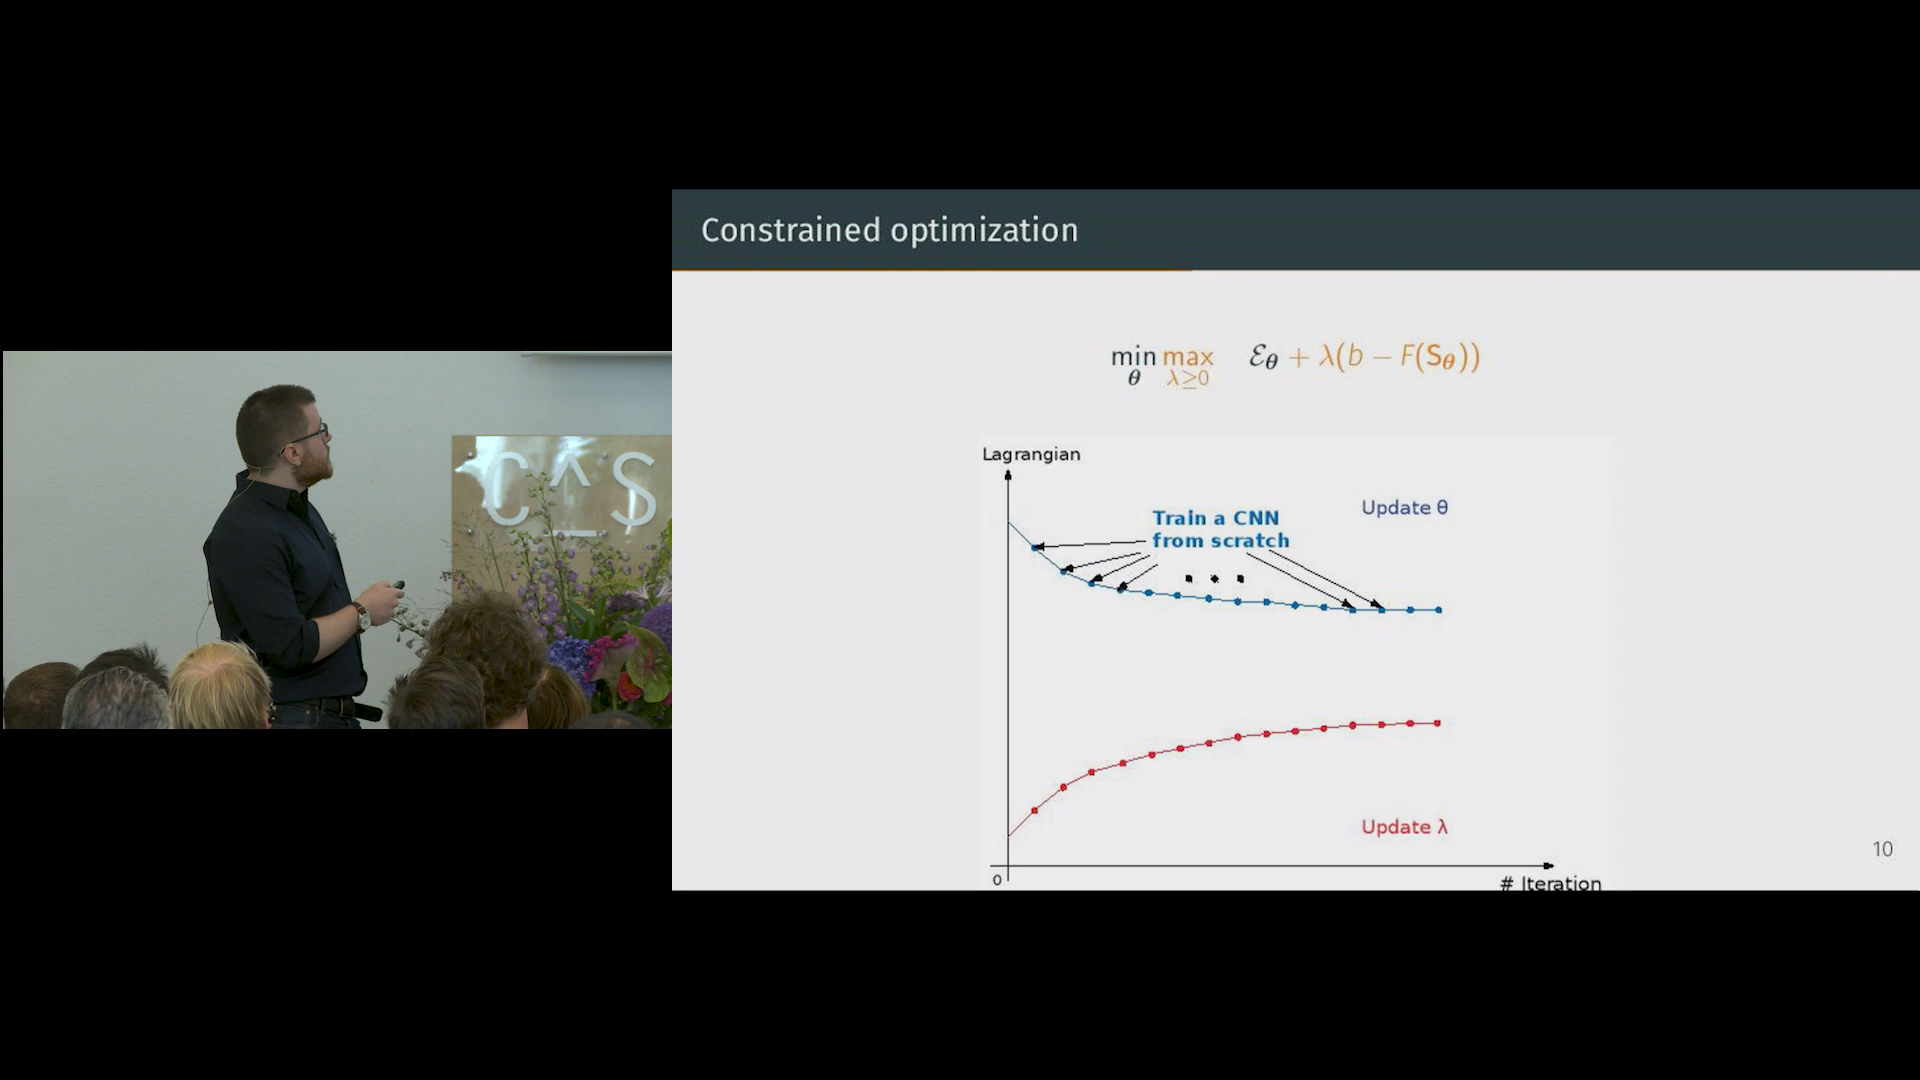 C^S
Constrained optimization
min max ℰθ + λ(b − F(Sθ))
θ λ≥0
Lagrangian
Update θ
Train a CNN
from scratch
Update λ
10
0
# Iteration